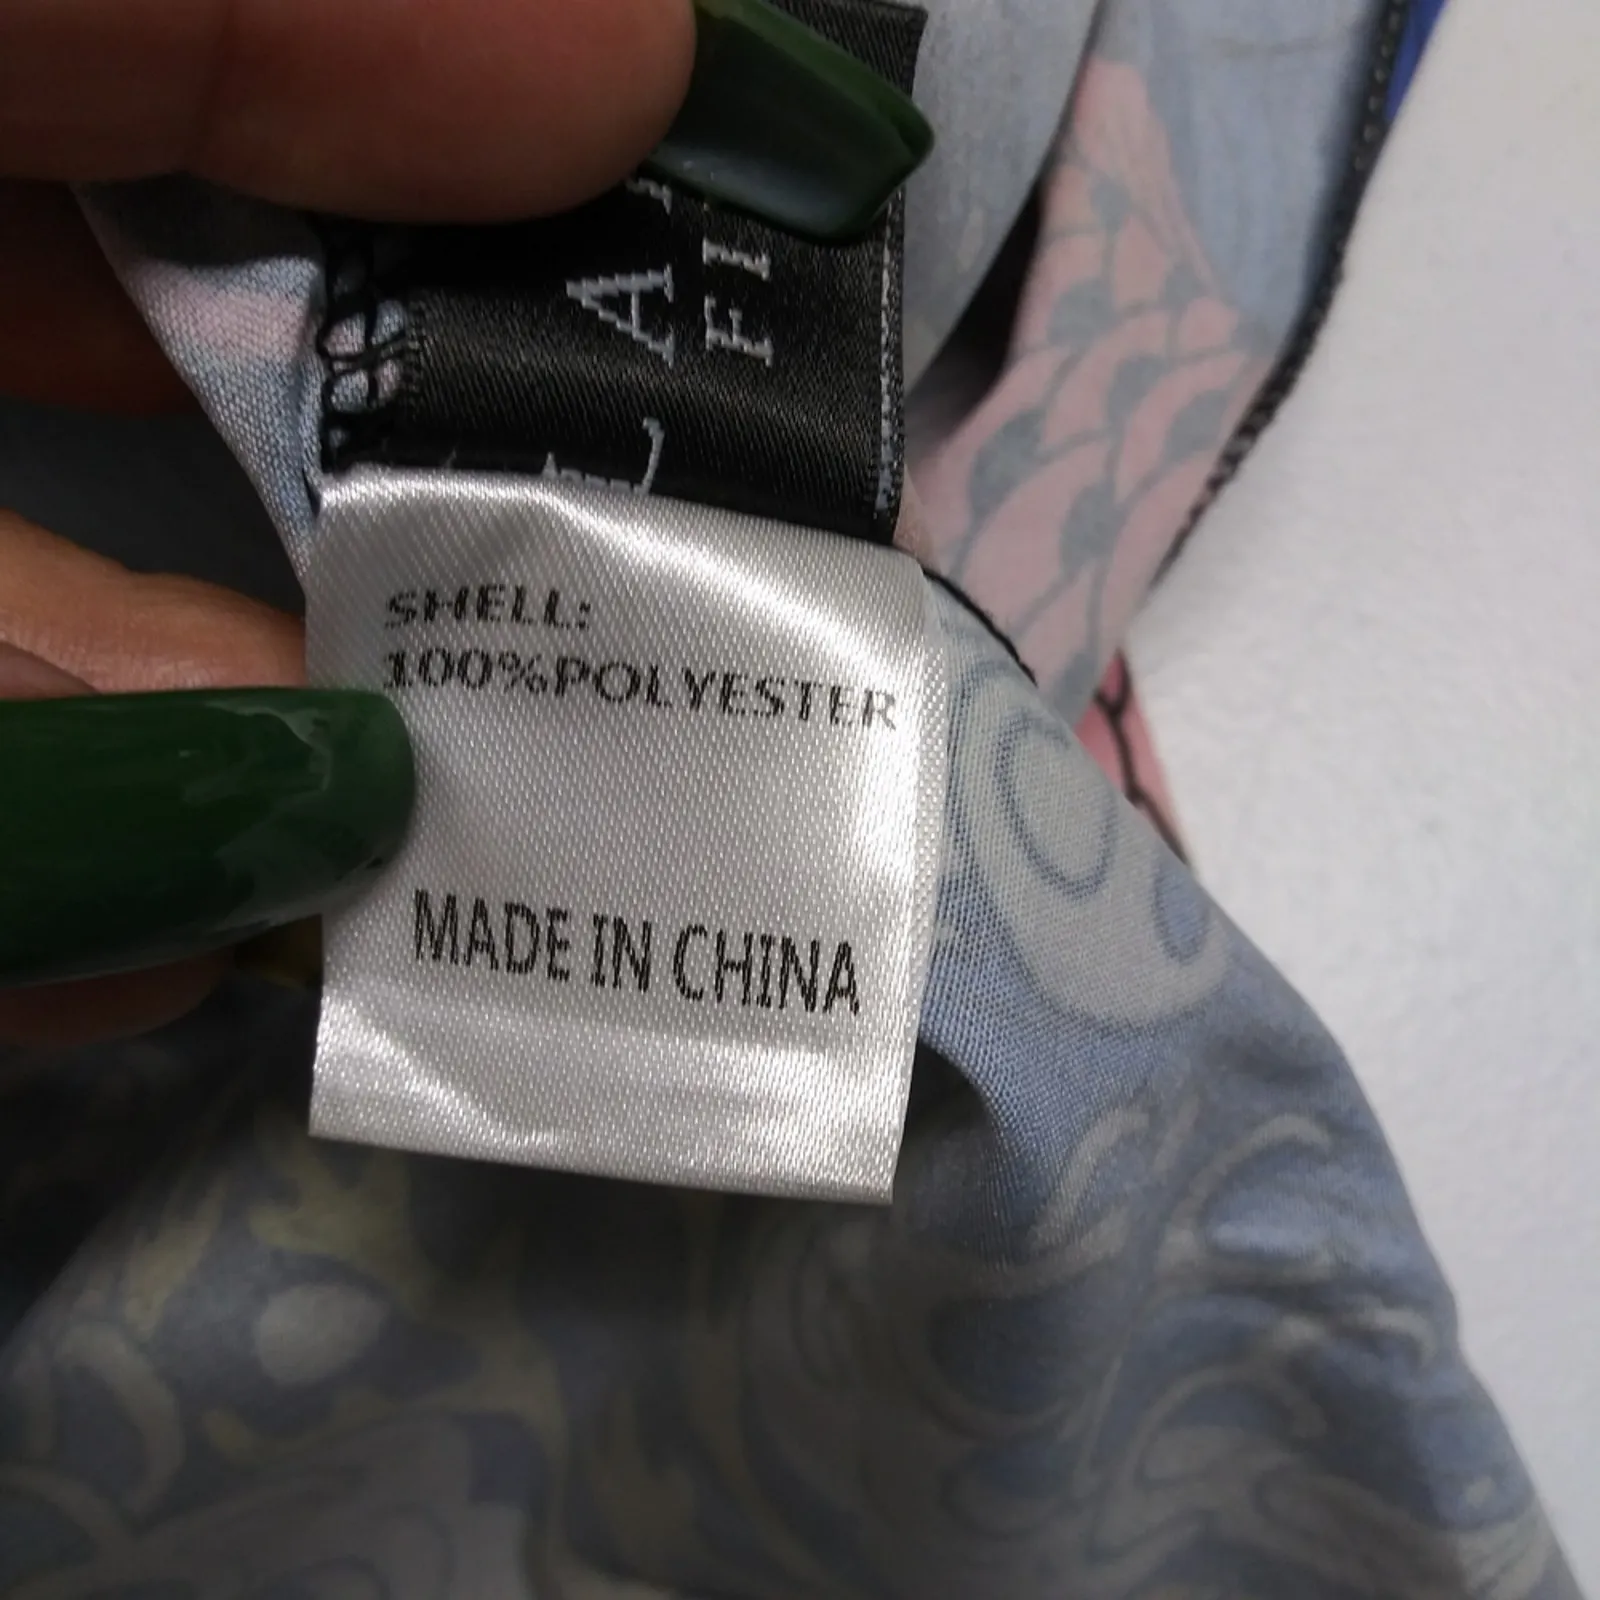 SHELL:
100%POLYESTER
MADE IN CHINA